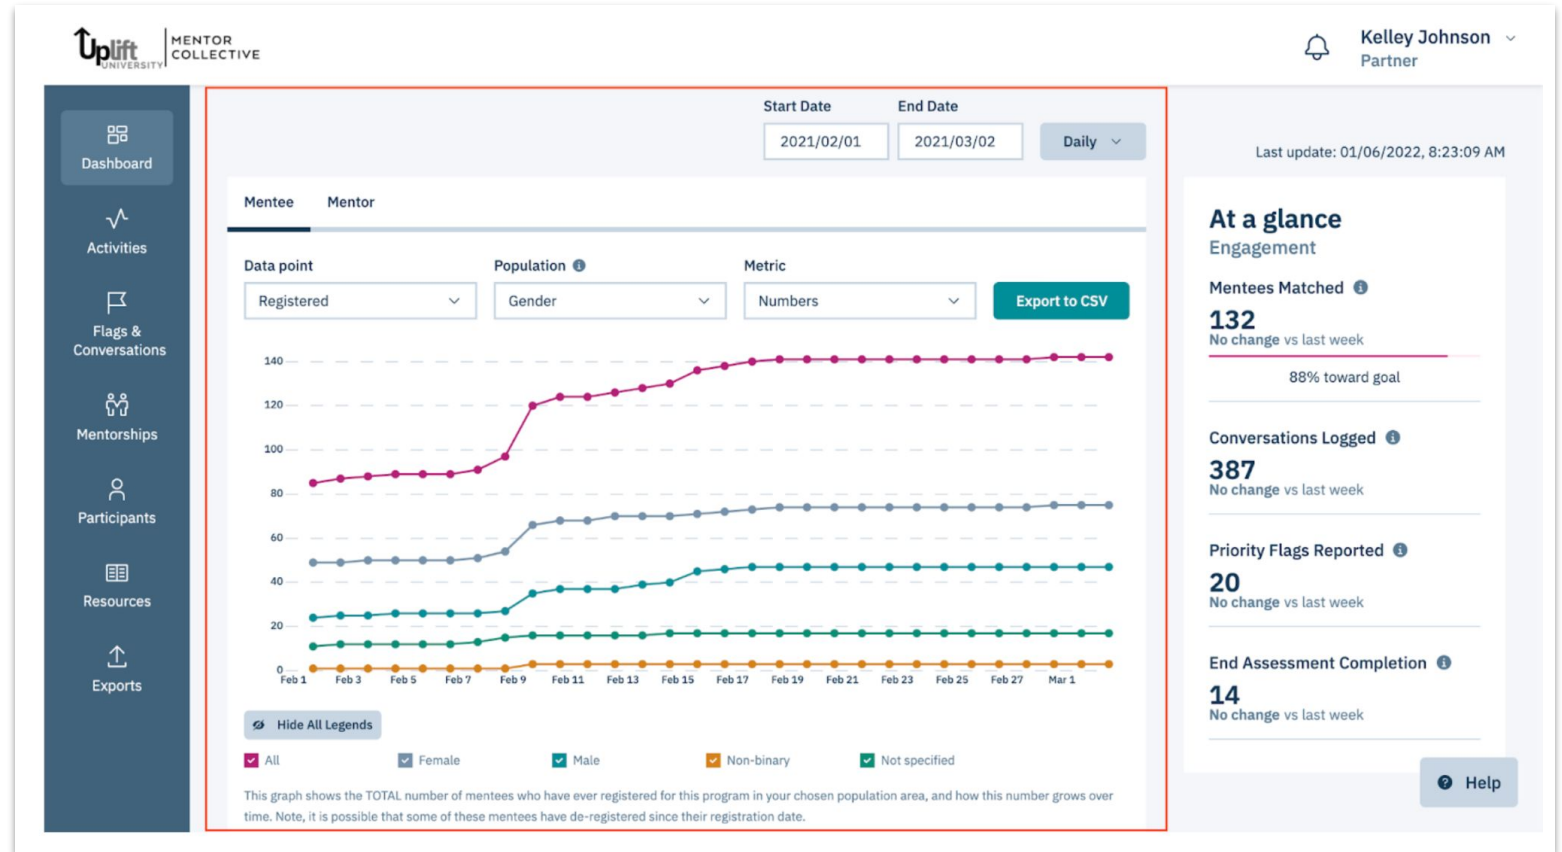 Uplift
UNIVERSITY
MENTOR
COLLECTIVE
Kelley Johnson
Partner
Dashboard
Activities
Flags &
Conversations
Mentorships
Participants
Resources
Exports
Start Date End Date
2021/02/01 2021/03/02 Daily
Mentee Mentor
Data point Population Metric
Registered Gender Numbers Export to CSV
140
120
100
80
60
40
20
0
Feb 1 Feb 3 Feb 5 Feb 7 Feb 9 Feb 11 Feb 13 Feb 15 Feb 17 Feb 19 Feb 21 Feb 23 Feb 25 Feb 27 Mar 1
Hide All Legends
All Female Male Non-binary Not specified
This graph shows the TOTAL number of mentees who have ever registered for this program in your chosen population area, and how this number grows over
time. Note, it is possible that some of these mentees have de-registered since their registration date.
Last update: 01/06/2022, 8:23:09 AM
At a glance
Engagement
Mentees Matched
132
No change vs last week
88% toward goal
Conversations Logged
387
No change vs last week
Priority Flags Reported
20
No change vs last week
End Assessment Completion
14
No change vs last week
Help